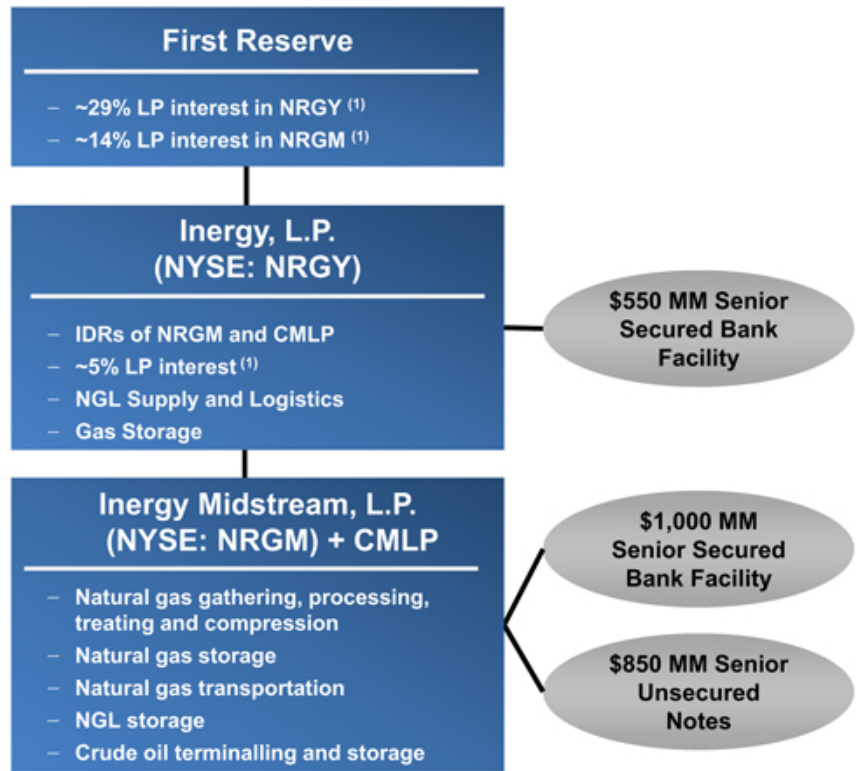 First Reserve
– ~29% LP interest in NRGY (1)
– ~14% LP interest in NRGM (1)
Inergy, L.P.
(NYSE: NRGY)
– IDRs of NRGM and CMLP
– ~5% LP interest (1)
– NGL Supply and Logistics
– Gas Storage
$550 MM Senior
Secured Bank
Facility
Inergy Midstream, L.P.
(NYSE: NRGM) + CMLP
– Natural gas gathering, processing,
treating and compression
– Natural gas storage
– Natural gas transportation
– NGL storage
– Crude oil terminalling and storage
$1,000 MM
Senior Secured
Bank Facility
$850 MM Senior
Unsecured
Notes